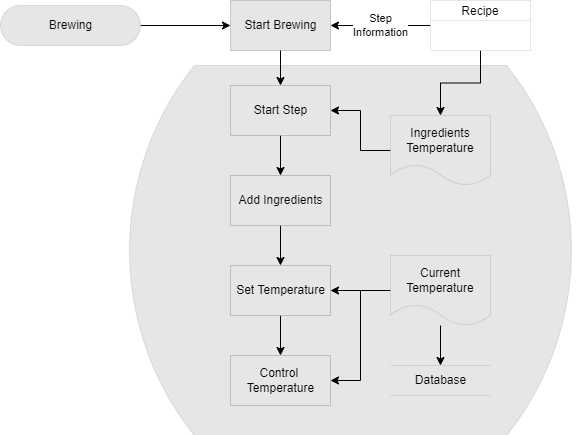 Brewing
Start Brewing
Step
Information
Recipe
Start Step
Ingredients
Temperature
Add Ingredients
Set Temperature
Current
Temperature
Control
Temperature
Database